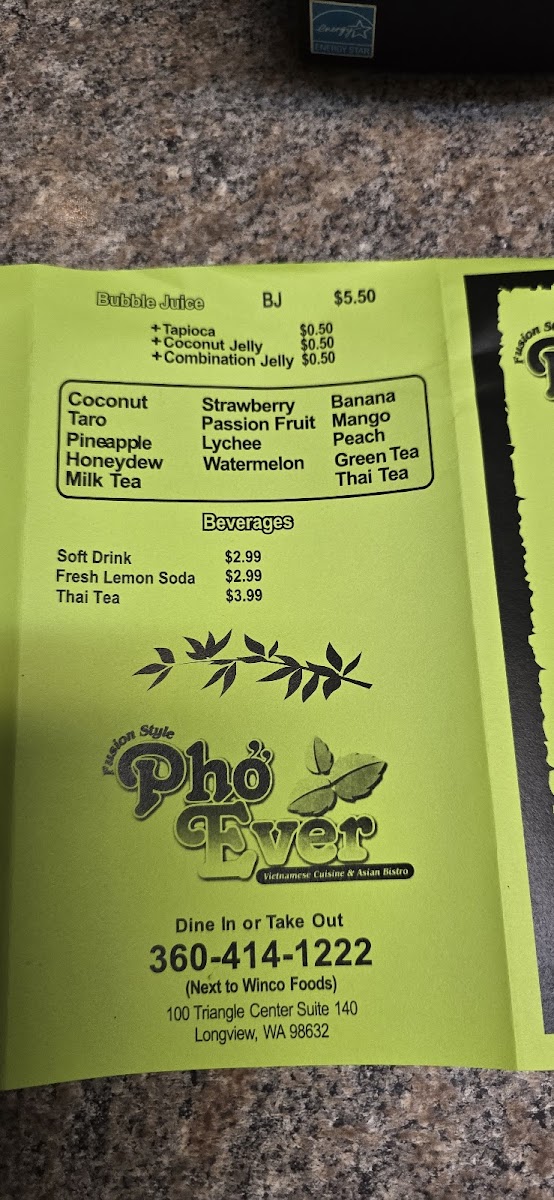 energy
ENERGY STAR
Bubble Juice BJ $5.50
+Tapioca $0.50
+Coconut Jelly $0.50
+Combination Jelly $0.50
Coconut Strawberry Banana
Taro Passion Fruit Mango
Pineapple Lychee Peach
Honeydew Watermelon Green Tea
Milk Tea Thai Tea
Beverages
Soft Drink $2.99
Fresh Lemon Soda $2.99
Thai Tea $3.99
Fusion Style
Phở
Ever
Vietnamese Cuisine & Asian Bistro
Dine In or Take Out
360-414-1222
(Next to Winco Foods)
100 Triangle Center Suite 140
Longview, WA 98632
Fusion